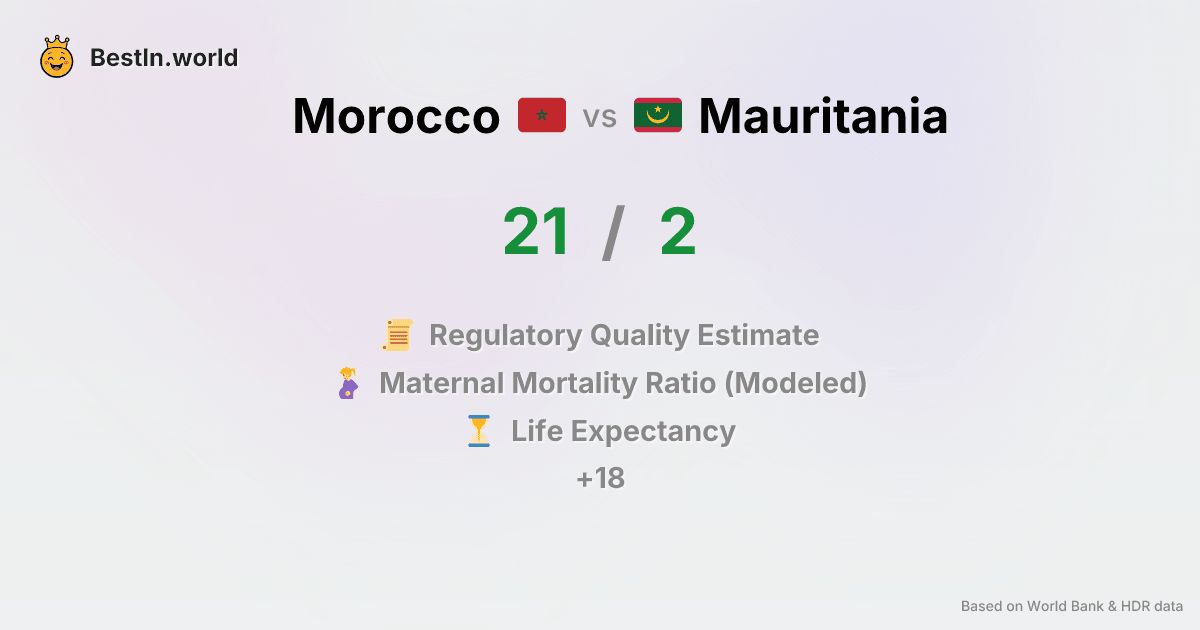 BestIn.world
Morocco vs Mauritania
21 / 2
Regulatory Quality Estimate
Maternal Mortality Ratio (Modeled)
Life Expectancy
+18
Based on World Bank & HDR data